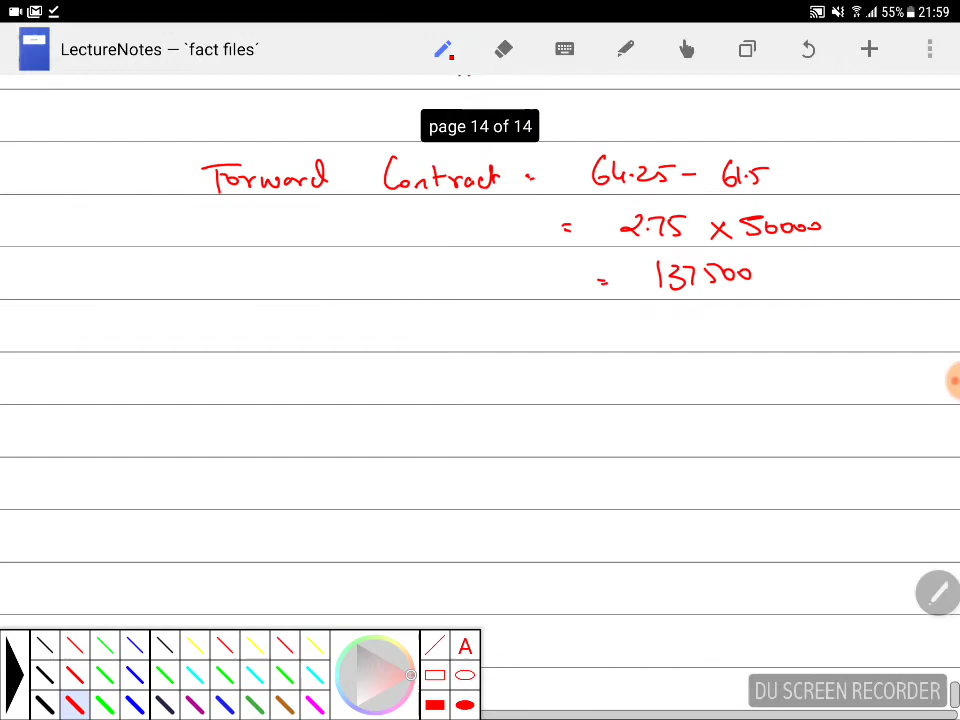 55% 21:59
LectureNotes — `fact files´
page 14 of 14
Forward Contract = 64.25 - 61.5
= 2.75 × 50000
= 137500
A
DU SCREEN RECORDER